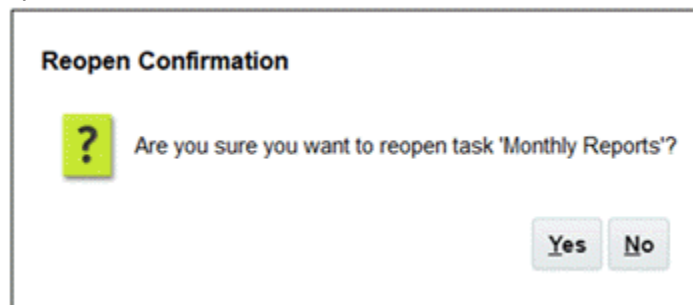 Reopen Confirmation
?
Are you sure you want to reopen task 'Monthly Reports'?
Yes No